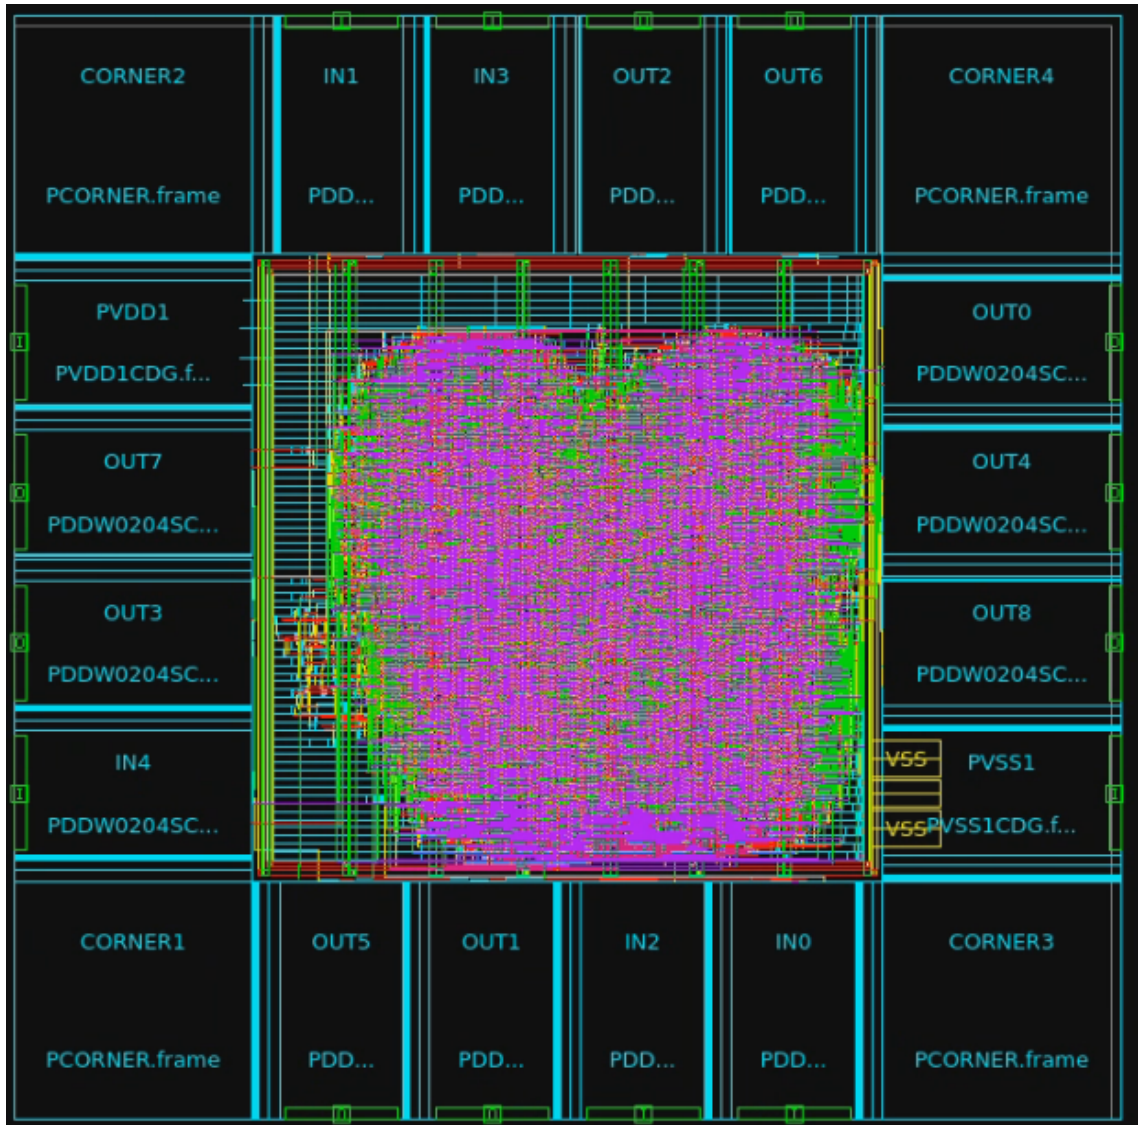 CORNER2
IN1
IN3
OUT2
OUT6
CORNER4
PCORNER.frame
PDD...
PDD...
PDD...
PDD...
PCORNER.frame
PVDD1
PVDD1CDG.f...
OUT0
PDDW0204SC...
OUT7
PDDW0204SC...
OUT4
PDDW0204SC...
OUT3
PDDW0204SC...
OUT8
PDDW0204SC...
IN4
PDDW0204SC...
VSS
PVSS1
VSS
PVSS1CDG.f...
CORNER1
OUT5
OUT1
IN2
IN0
CORNER3
PCORNER.frame
PDD...
PDD...
PDD...
PDD...
PCORNER.frame